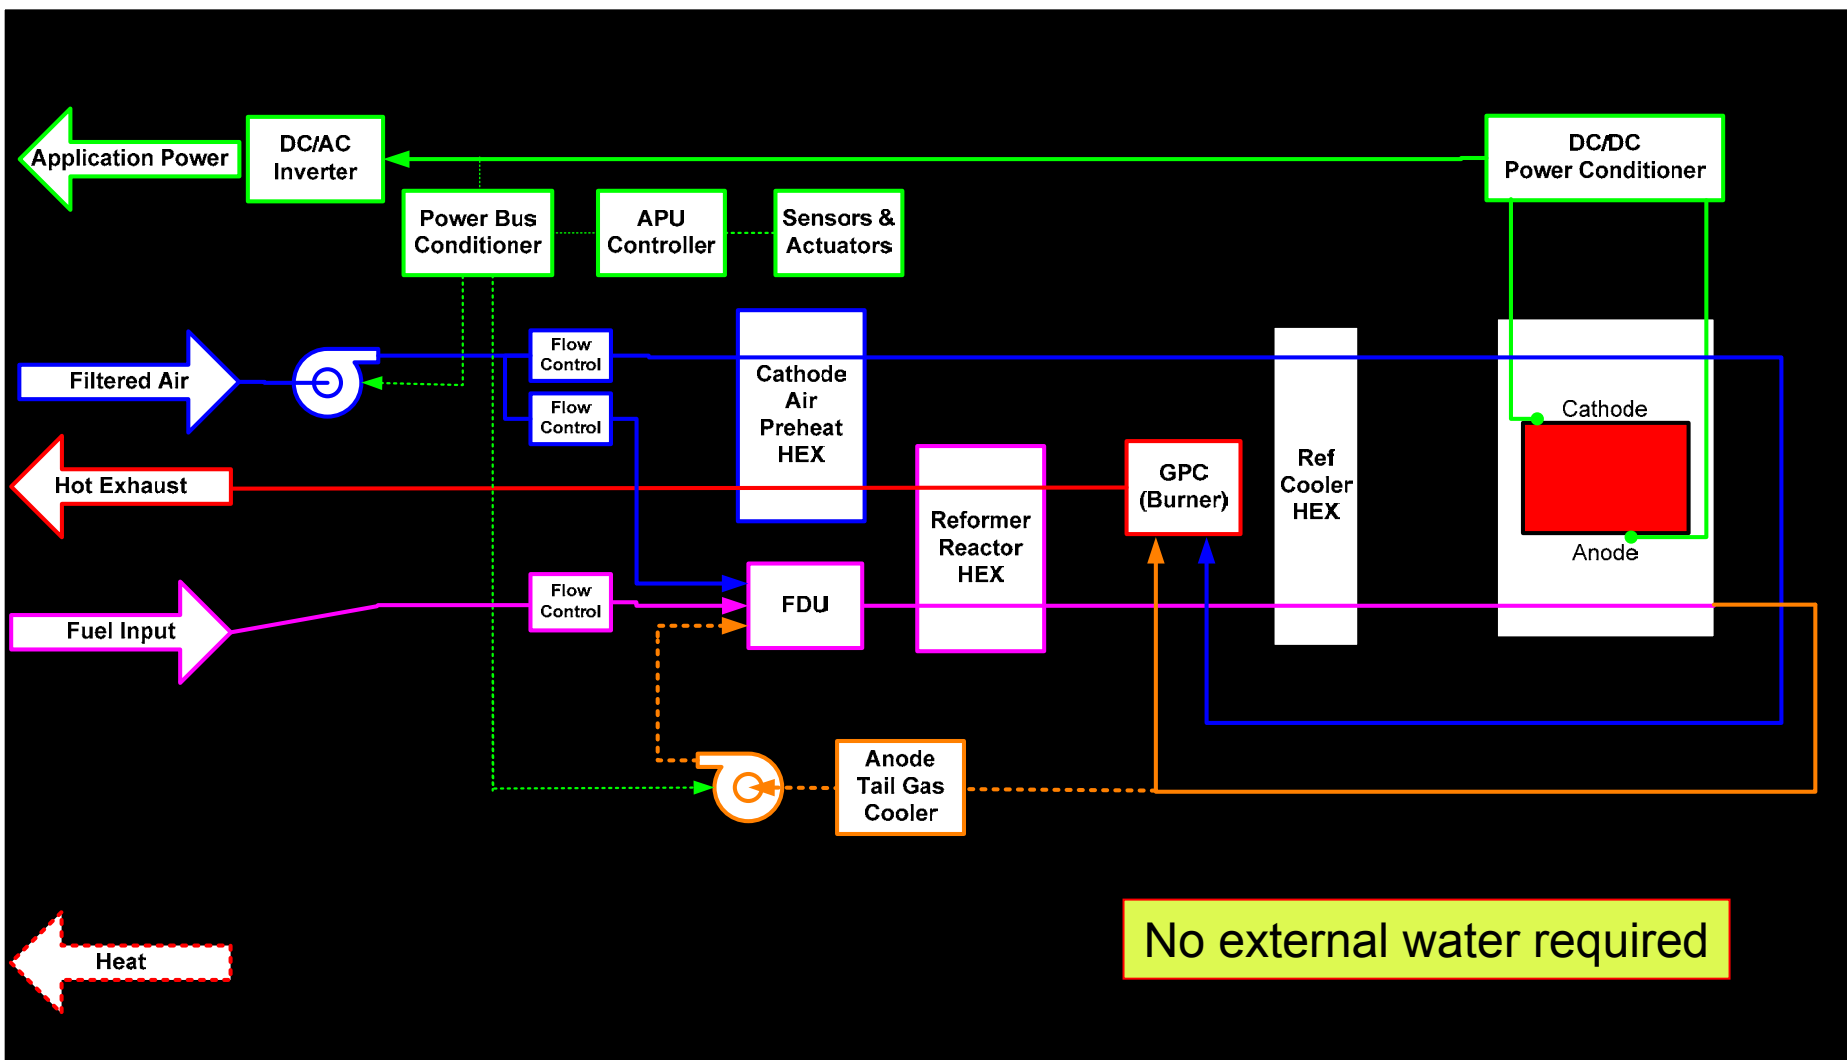 Application Power
DC/AC
Inverter
DC/DC
Power Conditioner
Power Bus
Conditioner
APU
Controller
Sensors &
Actuators
Filtered Air
Flow
Control
Flow
Control
Cathode
Air
Preheat
HEX
Cathode
Anode
Hot Exhaust
Reformer
Reactor
HEX
GPC
(Burner)
Ref
Cooler
HEX
Fuel Input
Flow
Control
FDU
Anode
Tail Gas
Cooler
No external water required
Heat